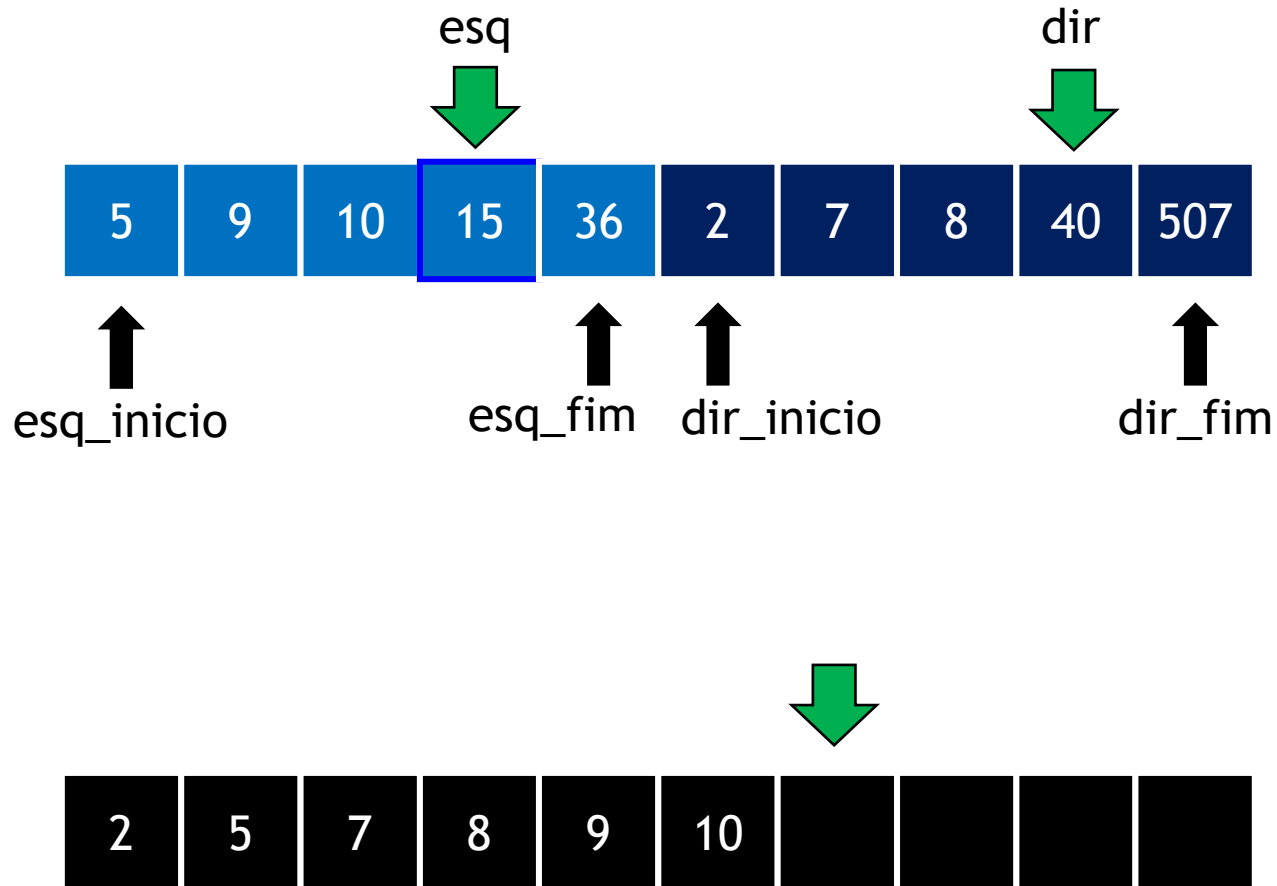 esq dir
5 9 10 15 36 2 7 8 40 507
esq_inicio esq_fim dir_inicio dir_fim
2 5 7 8 9 10